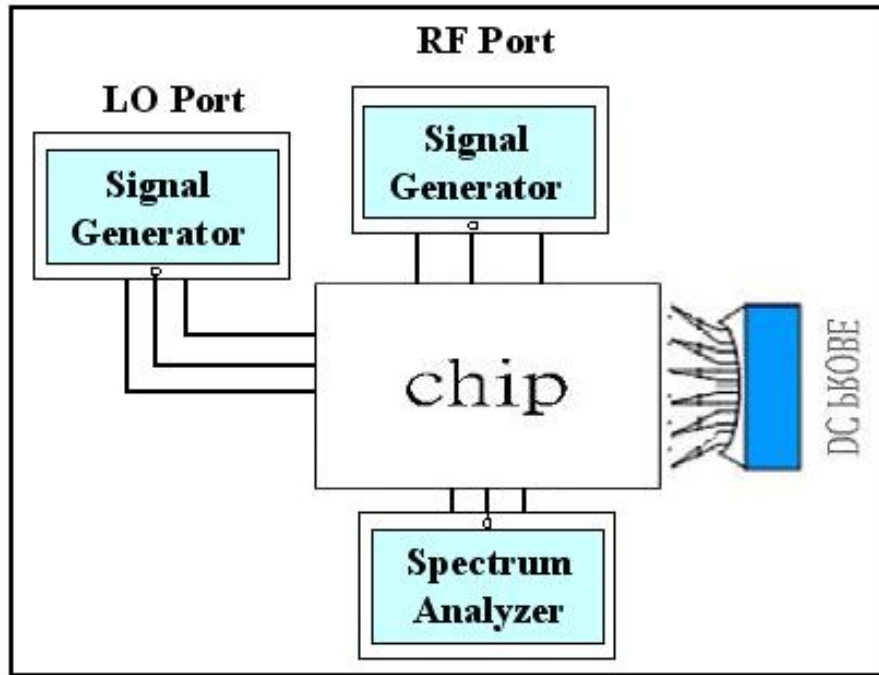 RF Port
LO Port
Signal
Generator
Signal
Generator
chip
DC PROBE
Spectrum
Analyzer